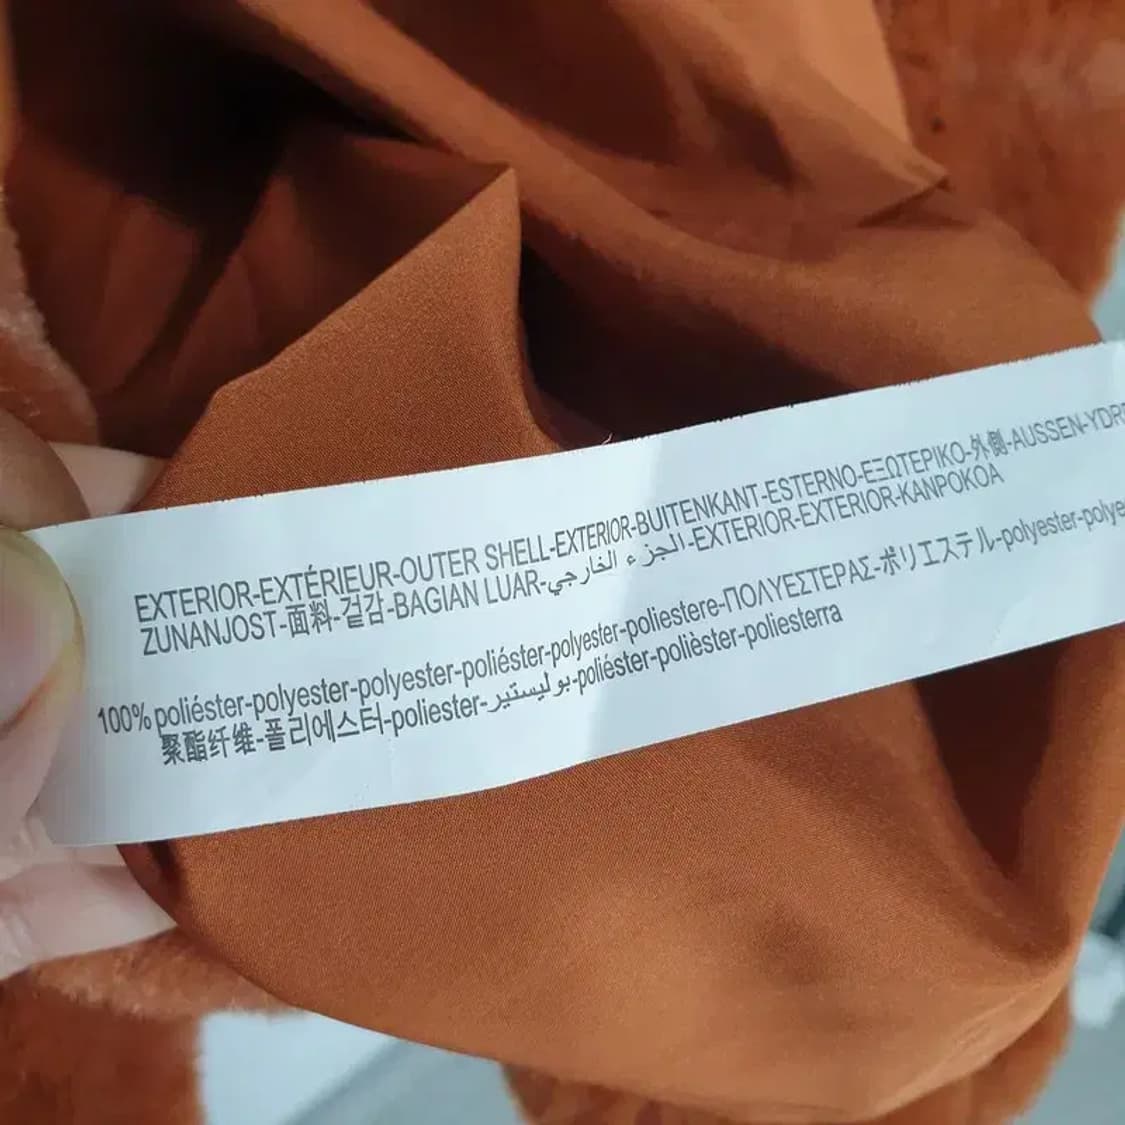 EXTERIOR-EXTÉRIEUR-OUTER SHELL-EXTERIOR-BUITENKANT-ESTERNO-ΕΞΩΤΕΡΙΚΟ-外側-AUSSEN-YDR
ZUNANJOST-面料-겉감-BAGIAN LUAR-الجزء الخارجي-EXTERIOR-EXTERIOR-KANPOKOA
100% poliéster-polyester-polyester-poliéster-polyester-poliestere-ΠΟΛΥΕΣΤΕΡΑΣ-ポリエステル-polyester-polye
聚酯纤维-폴리에스터-poliester-بوليستير-poliéster-polièster-poliesterra